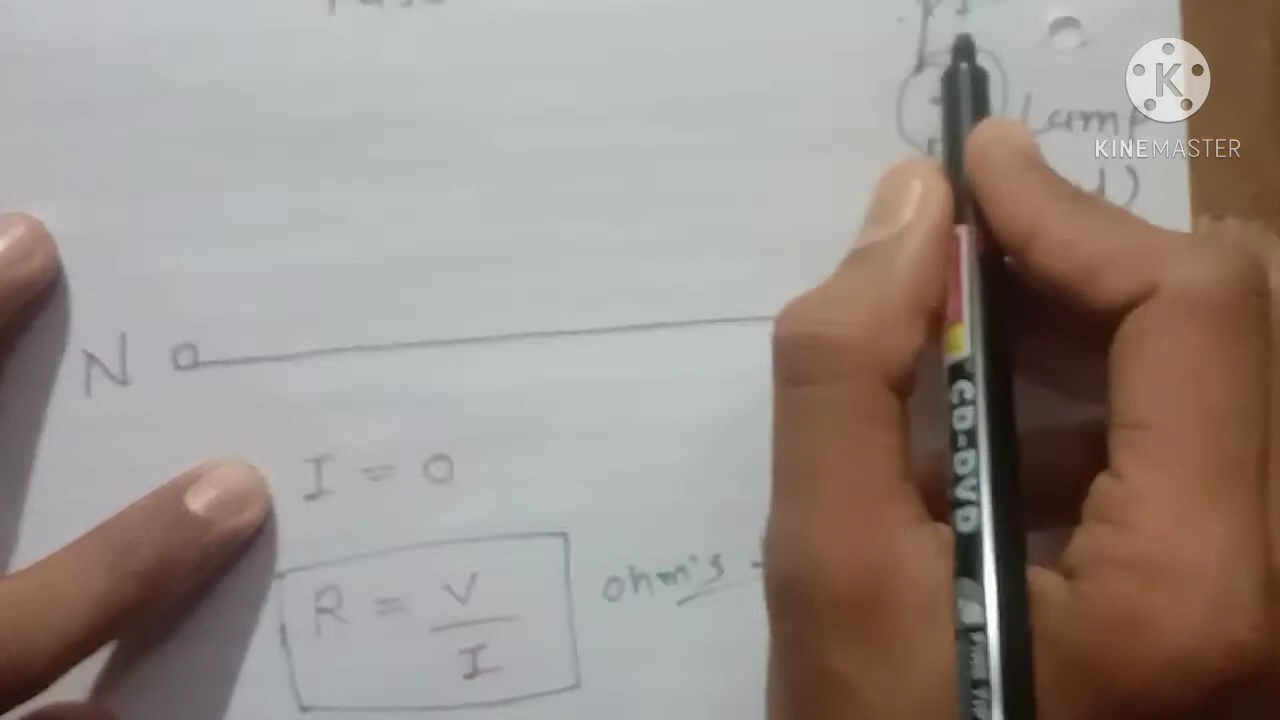 K
KINEMASTER
Lamp
N
I = 0
R = V
I
ohm's
CD-DVD